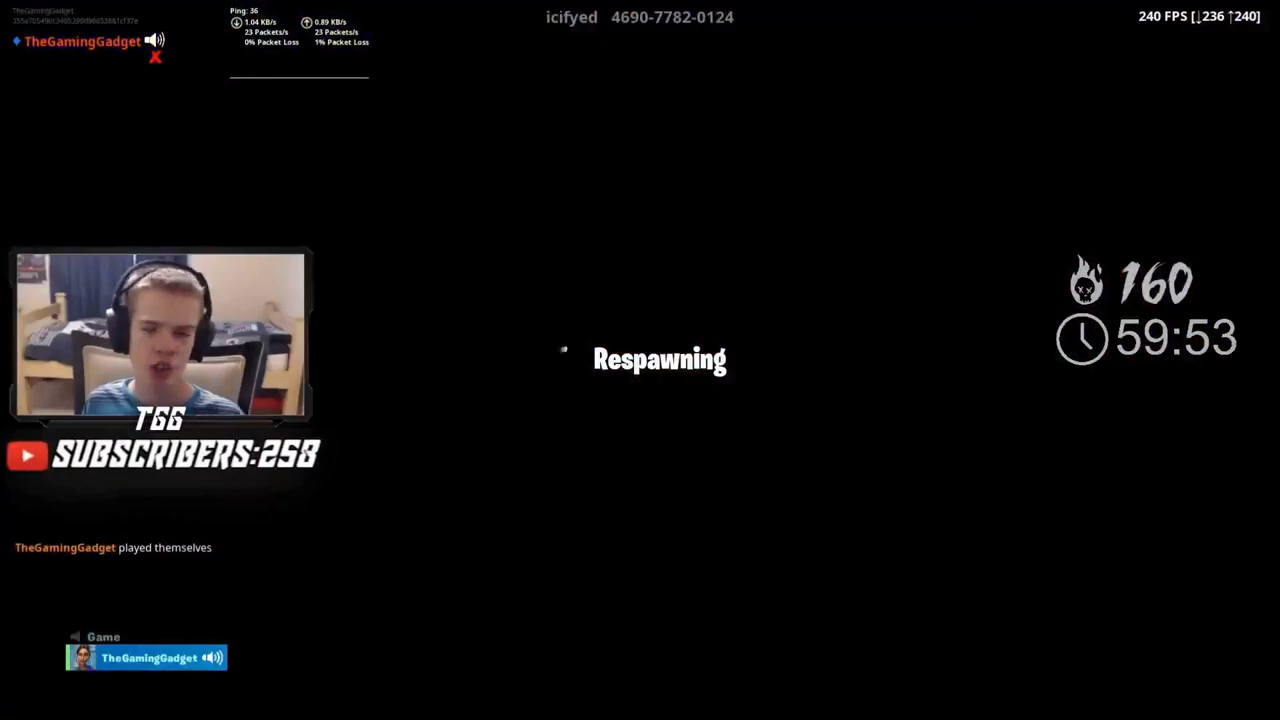 TheGamingGadget
Ping: 36
1.04 KB/s 0.89 KB/s
23 Packets/s 23 Packets/s
0% Packet Loss 1% Packet Loss
icifyed 4690-7782-0124
240 FPS [↓236 ↑240]
TheGamingGadget
X
160
59:53
Respawning
TGG
SUBSCRIBERS:258
TheGamingGadget played themselves
Game
TheGamingGadget